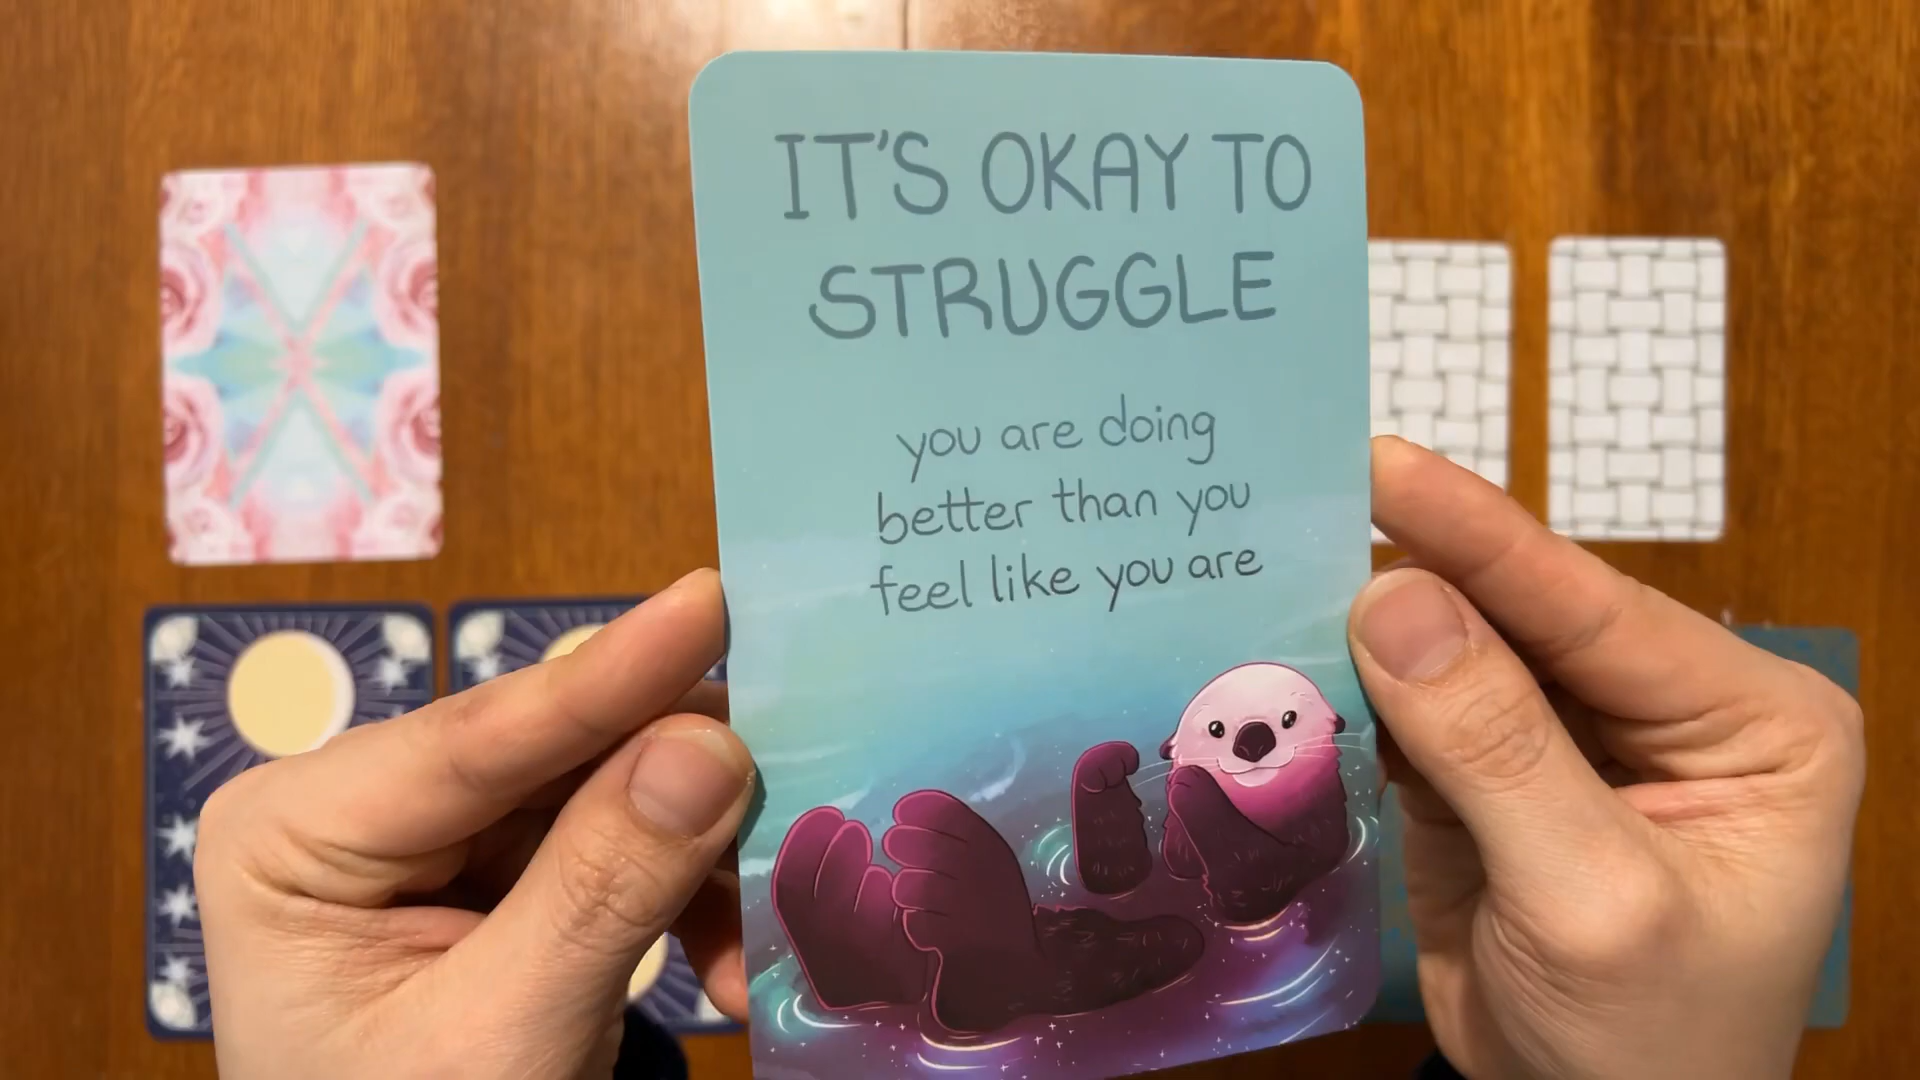 IT'S OKAY TO
STRUGGLE
you are doing
better than you
feel like you are